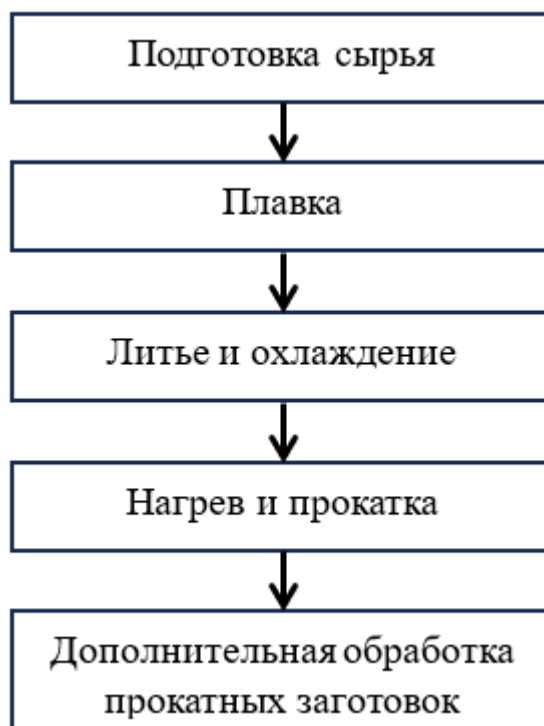 Подготовка сырья
Плавка
Литье и охлаждение
Нагрев и прокатка
Дополнительная обработка
прокатных заготовок